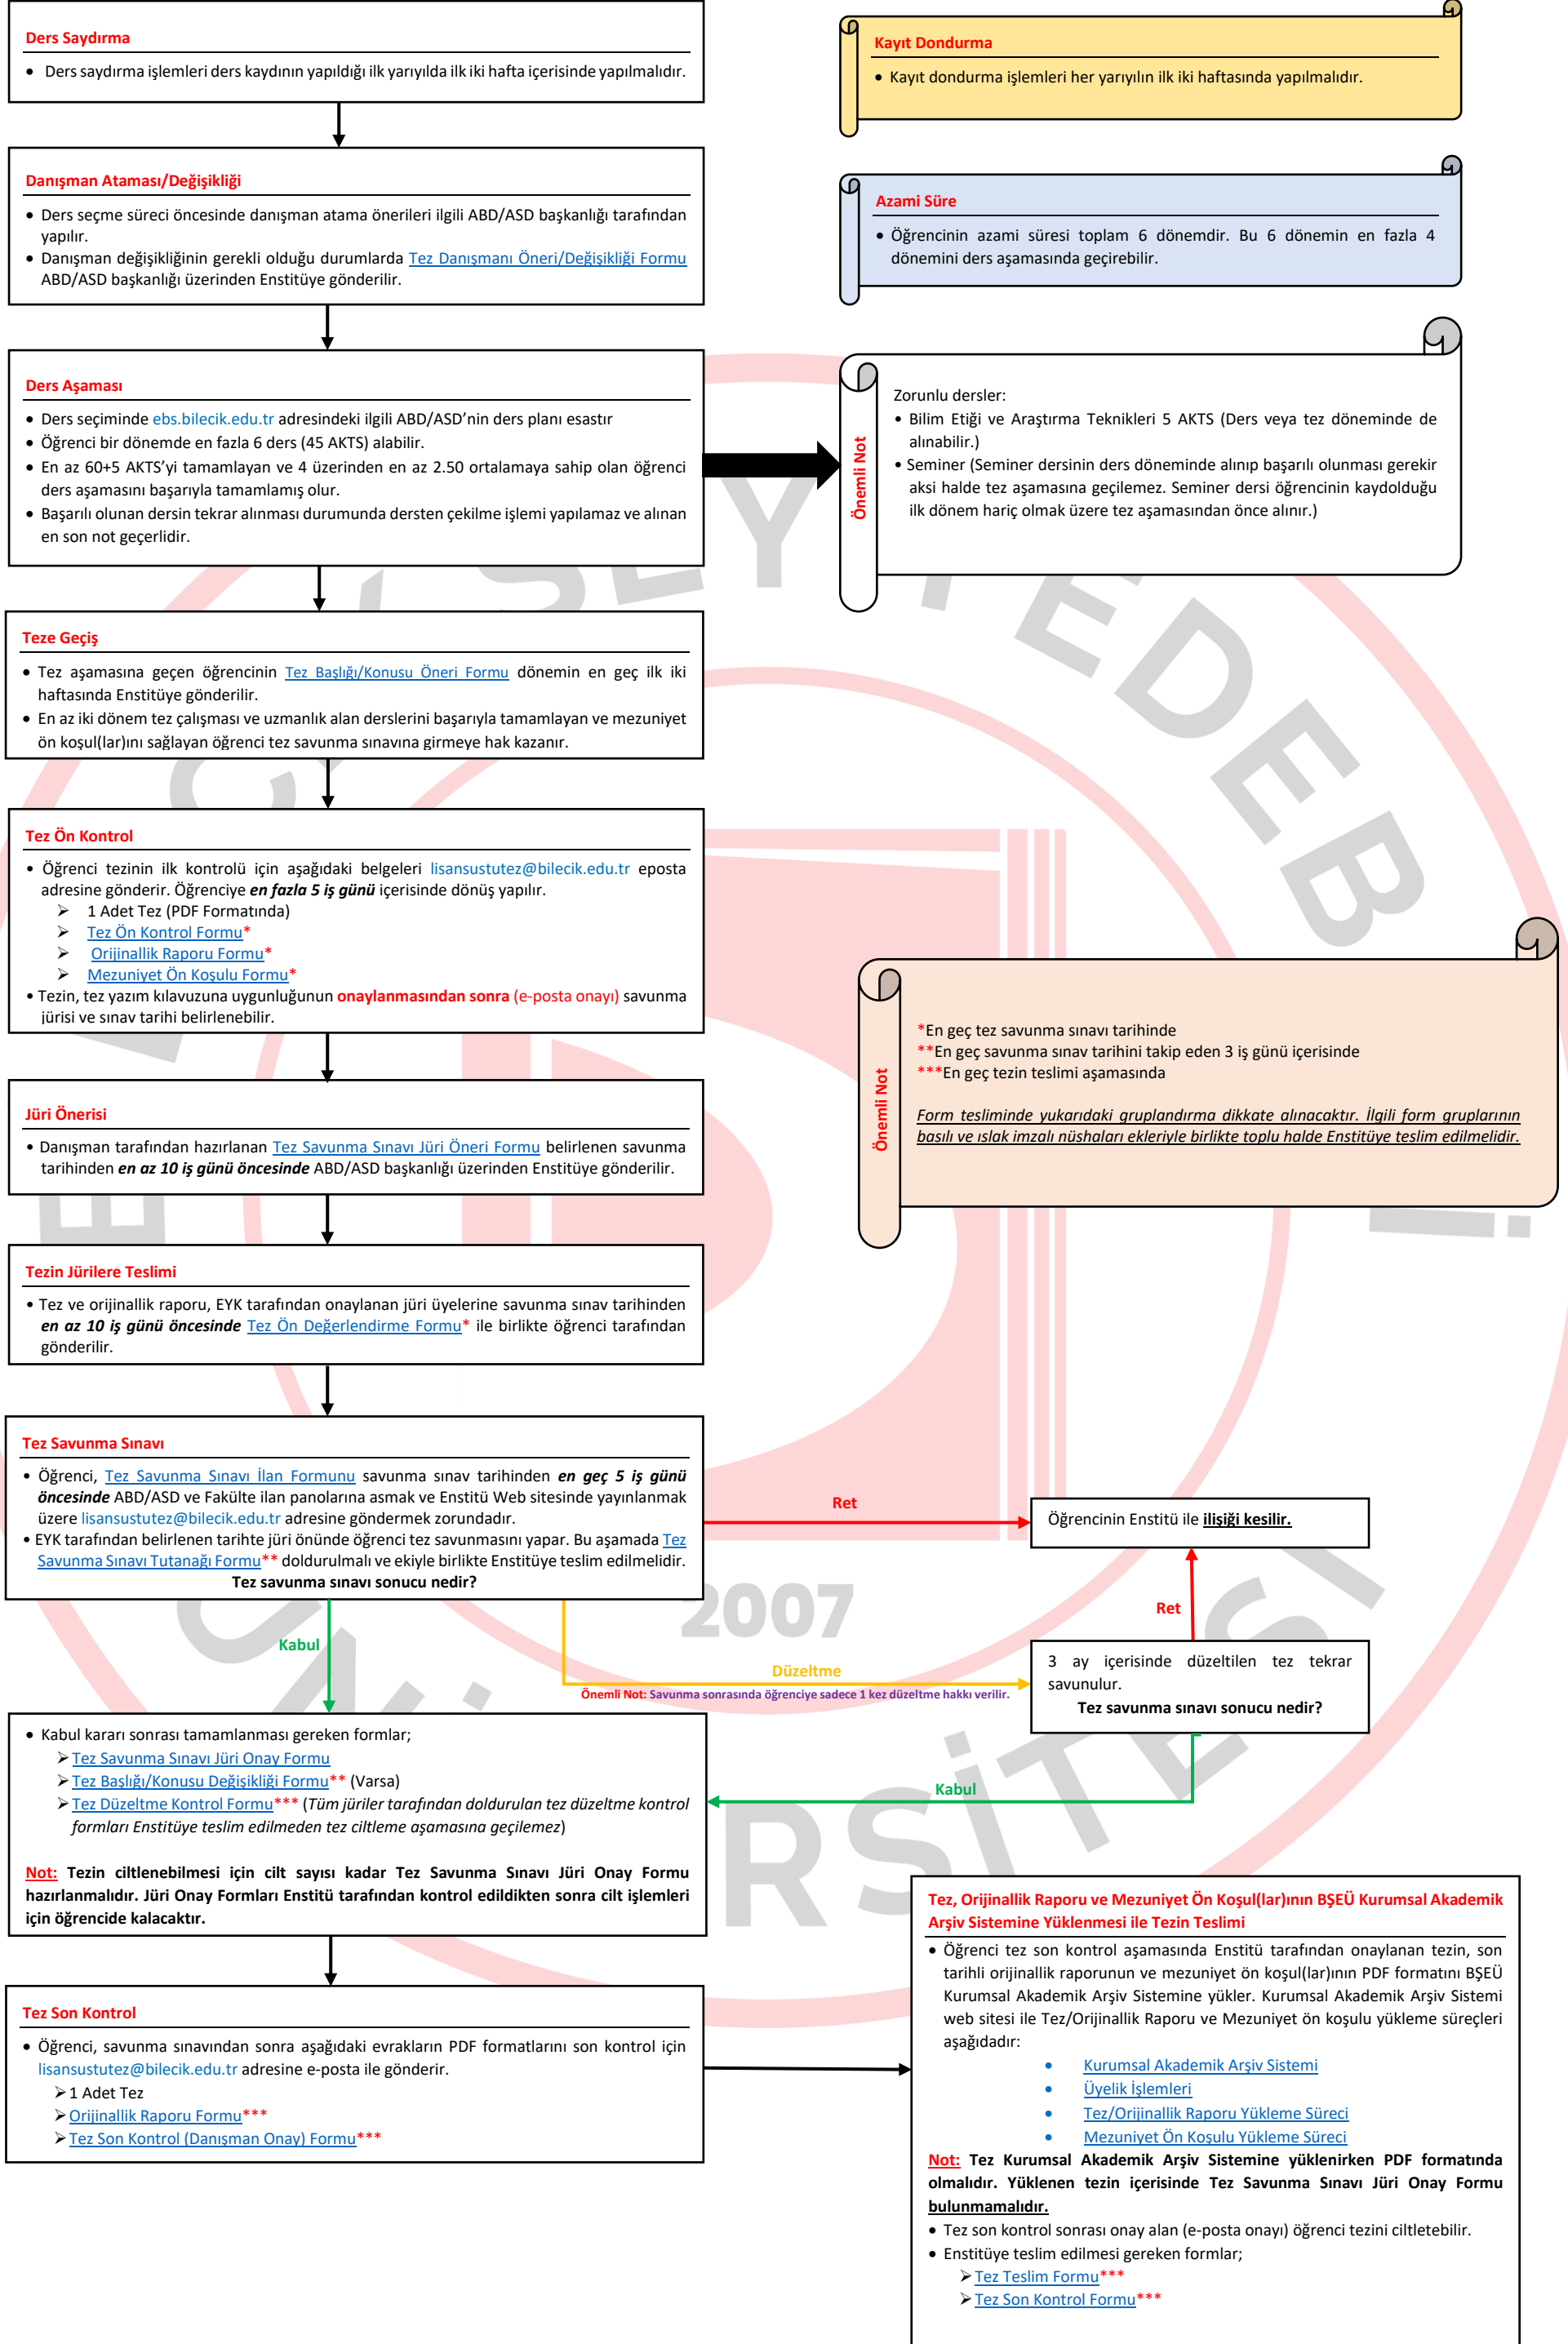 Ders Saydırma
• Ders saydırma işlemleri ders kaydının yapıldığı ilk yarıyılda ilk iki hafta içerisinde yapılmalıdır.
Kayıt Dondurma
• Kayıt dondurma işlemleri her yarıyılın ilk iki haftasında yapılmalıdır.
Danışman Ataması/Değişikliği
• Ders seçme süreci öncesinde danışman atama önerileri ilgili ABD/ASD başkanlığı tarafından
yapılır.
• Danışman değişikliğinin gerekli olduğu durumlarda Tez Danışmanı Öneri/Değişikliği Formu
ABD/ASD başkanlığı üzerinden Enstitüye gönderilir.
Azami Süre
• Öğrencinin azami süresi toplam 6 dönemdir. Bu 6 dönemin en fazla 4
dönemini ders aşamasında geçirebilir.
Ders Aşaması
• Ders seçiminde ebs.bilecik.edu.tr adresindeki ilgili ABD/ASD’nin ders planı esastır
• Öğrenci bir dönemde en fazla 6 ders (45 AKTS) alabilir.
• En az 60+5 AKTS’yi tamamlayan ve 4 üzerinden en az 2.50 ortalamaya sahip olan öğrenci
ders aşamasını başarıyla tamamlamış olur.
• Başarılı olunan dersin tekrar alınması durumunda dersten çekilme işlemi yapılamaz ve alınan
en son not geçerlidir.
Önemli Not
Zorunlu dersler:
• Bilim Etiği ve Araştırma Teknikleri 5 AKTS (Ders veya tez döneminde de
alınabilir.)
• Seminer (Seminer dersinin ders döneminde alınıp başarılı olunması gerekir
aksi halde tez aşamasına geçilemez. Seminer dersi öğrencinin kaydolduğu
ilk dönem hariç olmak üzere tez aşamasından önce alınır.)
Teze Geçiş
• Tez aşamasına geçen öğrencinin Tez Başlığı/Konusu Öneri Formu dönemin en geç ilk iki
haftasında Enstitüye gönderilir.
• En az iki dönem tez çalışması ve uzmanlık alan derslerini başarıyla tamamlayan ve mezuniyet
ön koşul(lar)ını sağlayan öğrenci tez savunma sınavına girmeye hak kazanır.
Tez Ön Kontrol
• Öğrenci tezinin ilk kontrolü için aşağıdaki belgeleri lisansustutez@bilecik.edu.tr eposta
adresine gönderir. Öğrenciye en fazla 5 iş günü içerisinde dönüş yapılır.
➢ 1 Adet Tez (PDF Formatında)
➢ Tez Ön Kontrol Formu*
➢ Orijinallik Raporu Formu*
➢ Mezuniyet Ön Koşulu Formu*
• Tezin, tez yazım kılavuzuna uygunluğunun onaylanmasından sonra (e-posta onayı) savunma
jürisi ve sınav tarihi belirlenebilir.
Önemli Not
*En geç tez savunma sınavı tarihinde
**En geç savunma sınav tarihini takip eden 3 iş günü içerisinde
***En geç tezin teslimi aşamasında
Form tesliminde yukarıdaki gruplandırma dikkate alınacaktır. İlgili form gruplarının
basılı ve ıslak imzalı nüshaları ekleriyle birlikte toplu halde Enstitüye teslim edilmelidir.
Jüri Önerisi
• Danışman tarafından hazırlanan Tez Savunma Sınavı Jüri Öneri Formu belirlenen savunma
tarihinden en az 10 iş günü öncesinde ABD/ASD başkanlığı üzerinden Enstitüye gönderilir.
Tezin Jürilere Teslimi
• Tez ve orijinallik raporu, EYK tarafından onaylanan jüri üyelerine savunma sınav tarihinden
en az 10 iş günü öncesinde Tez Ön Değerlendirme Formu* ile birlikte öğrenci tarafından
gönderilir.
Tez Savunma Sınavı
• Öğrenci, Tez Savunma Sınavı İlan Formunu savunma sınav tarihinden en geç 5 iş günü
öncesinde ABD/ASD ve Fakülte ilan panolarına asmak ve Enstitü Web sitesinde yayınlanmak
üzere lisansustutez@bilecik.edu.tr adresine göndermek zorundadır.
• EYK tarafından belirlenen tarihte jüri önünde öğrenci tez savunmasını yapar. Bu aşamada Tez
Savunma Sınavı Tutanağı Formu** doldurulmalı ve ekiyle birlikte Enstitüye teslim edilmelidir.
Tez savunma sınavı sonucu nedir?
Ret
Öğrencinin Enstitü ile ilişiği kesilir.
Ret
Kabul
Düzeltme
Önemli Not: Savunma sonrasında öğrenciye sadece 1 kez düzeltme hakkı verilir.
3 ay içerisinde düzeltilen tez tekrar
savunulur.
Tez savunma sınavı sonucu nedir?
Kabul
• Kabul kararı sonrası tamamlanması gereken formlar;
➢ Tez Savunma Sınavı Jüri Onay Formu
➢ Tez Başlığı/Konusu Değişikliği Formu** (Varsa)
➢ Tez Düzeltme Kontrol Formu*** (Tüm jüriler tarafından doldurulan tez düzeltme kontrol
formları Enstitüye teslim edilmeden tez ciltleme aşamasına geçilemez)
Not: Tezin ciltlenebilmesi için cilt sayısı kadar Tez Savunma Sınavı Jüri Onay Formu
hazırlanmalıdır. Jüri Onay Formları Enstitü tarafından kontrol edildikten sonra cilt işlemleri
için öğrencide kalacaktır.
Tez Son Kontrol
• Öğrenci, savunma sınavından sonra aşağıdaki evrakların PDF formatlarını son kontrol için
lisansustutez@bilecik.edu.tr adresine e-posta ile gönderir.
➢ 1 Adet Tez
➢ Orijinallik Raporu Formu***
➢ Tez Son Kontrol (Danışman Onay) Formu***
Tez, Orijinallik Raporu ve Mezuniyet Ön Koşul(lar)ının BŞEÜ Kurumsal Akademik
Arşiv Sistemine Yüklenmesi ile Tezin Teslimi
• Öğrenci tez son kontrol aşamasında Enstitü tarafından onaylanan tezin, son
tarihli orijinallik raporunun ve mezuniyet ön koşul(lar)ının PDF formatını BŞEÜ
Kurumsal Akademik Arşiv Sistemine yükler. Kurumsal Akademik Arşiv Sistemi
web sitesi ile Tez/Orijinallik Raporu ve Mezuniyet ön koşulu yükleme süreçleri
aşağıdadır:
• Kurumsal Akademik Arşiv Sistemi
• Üyelik İşlemleri
• Tez/Orijinallik Raporu Yükleme Süreci
• Mezuniyet Ön Koşulu Yükleme Süreci
Not: Tez Kurumsal Akademik Arşiv Sistemine yüklenirken PDF formatında
olmalıdır. Yüklenen tezin içerisinde Tez Savunma Sınavı Jüri Onay Formu
bulunmamalıdır.
• Tez son kontrol sonrası onay alan (e-posta onayı) öğrenci tezini ciltletebilir.
• Enstitüye teslim edilmesi gereken formlar;
➢ Tez Teslim Formu***
➢ Tez Son Kontrol Formu***
2007